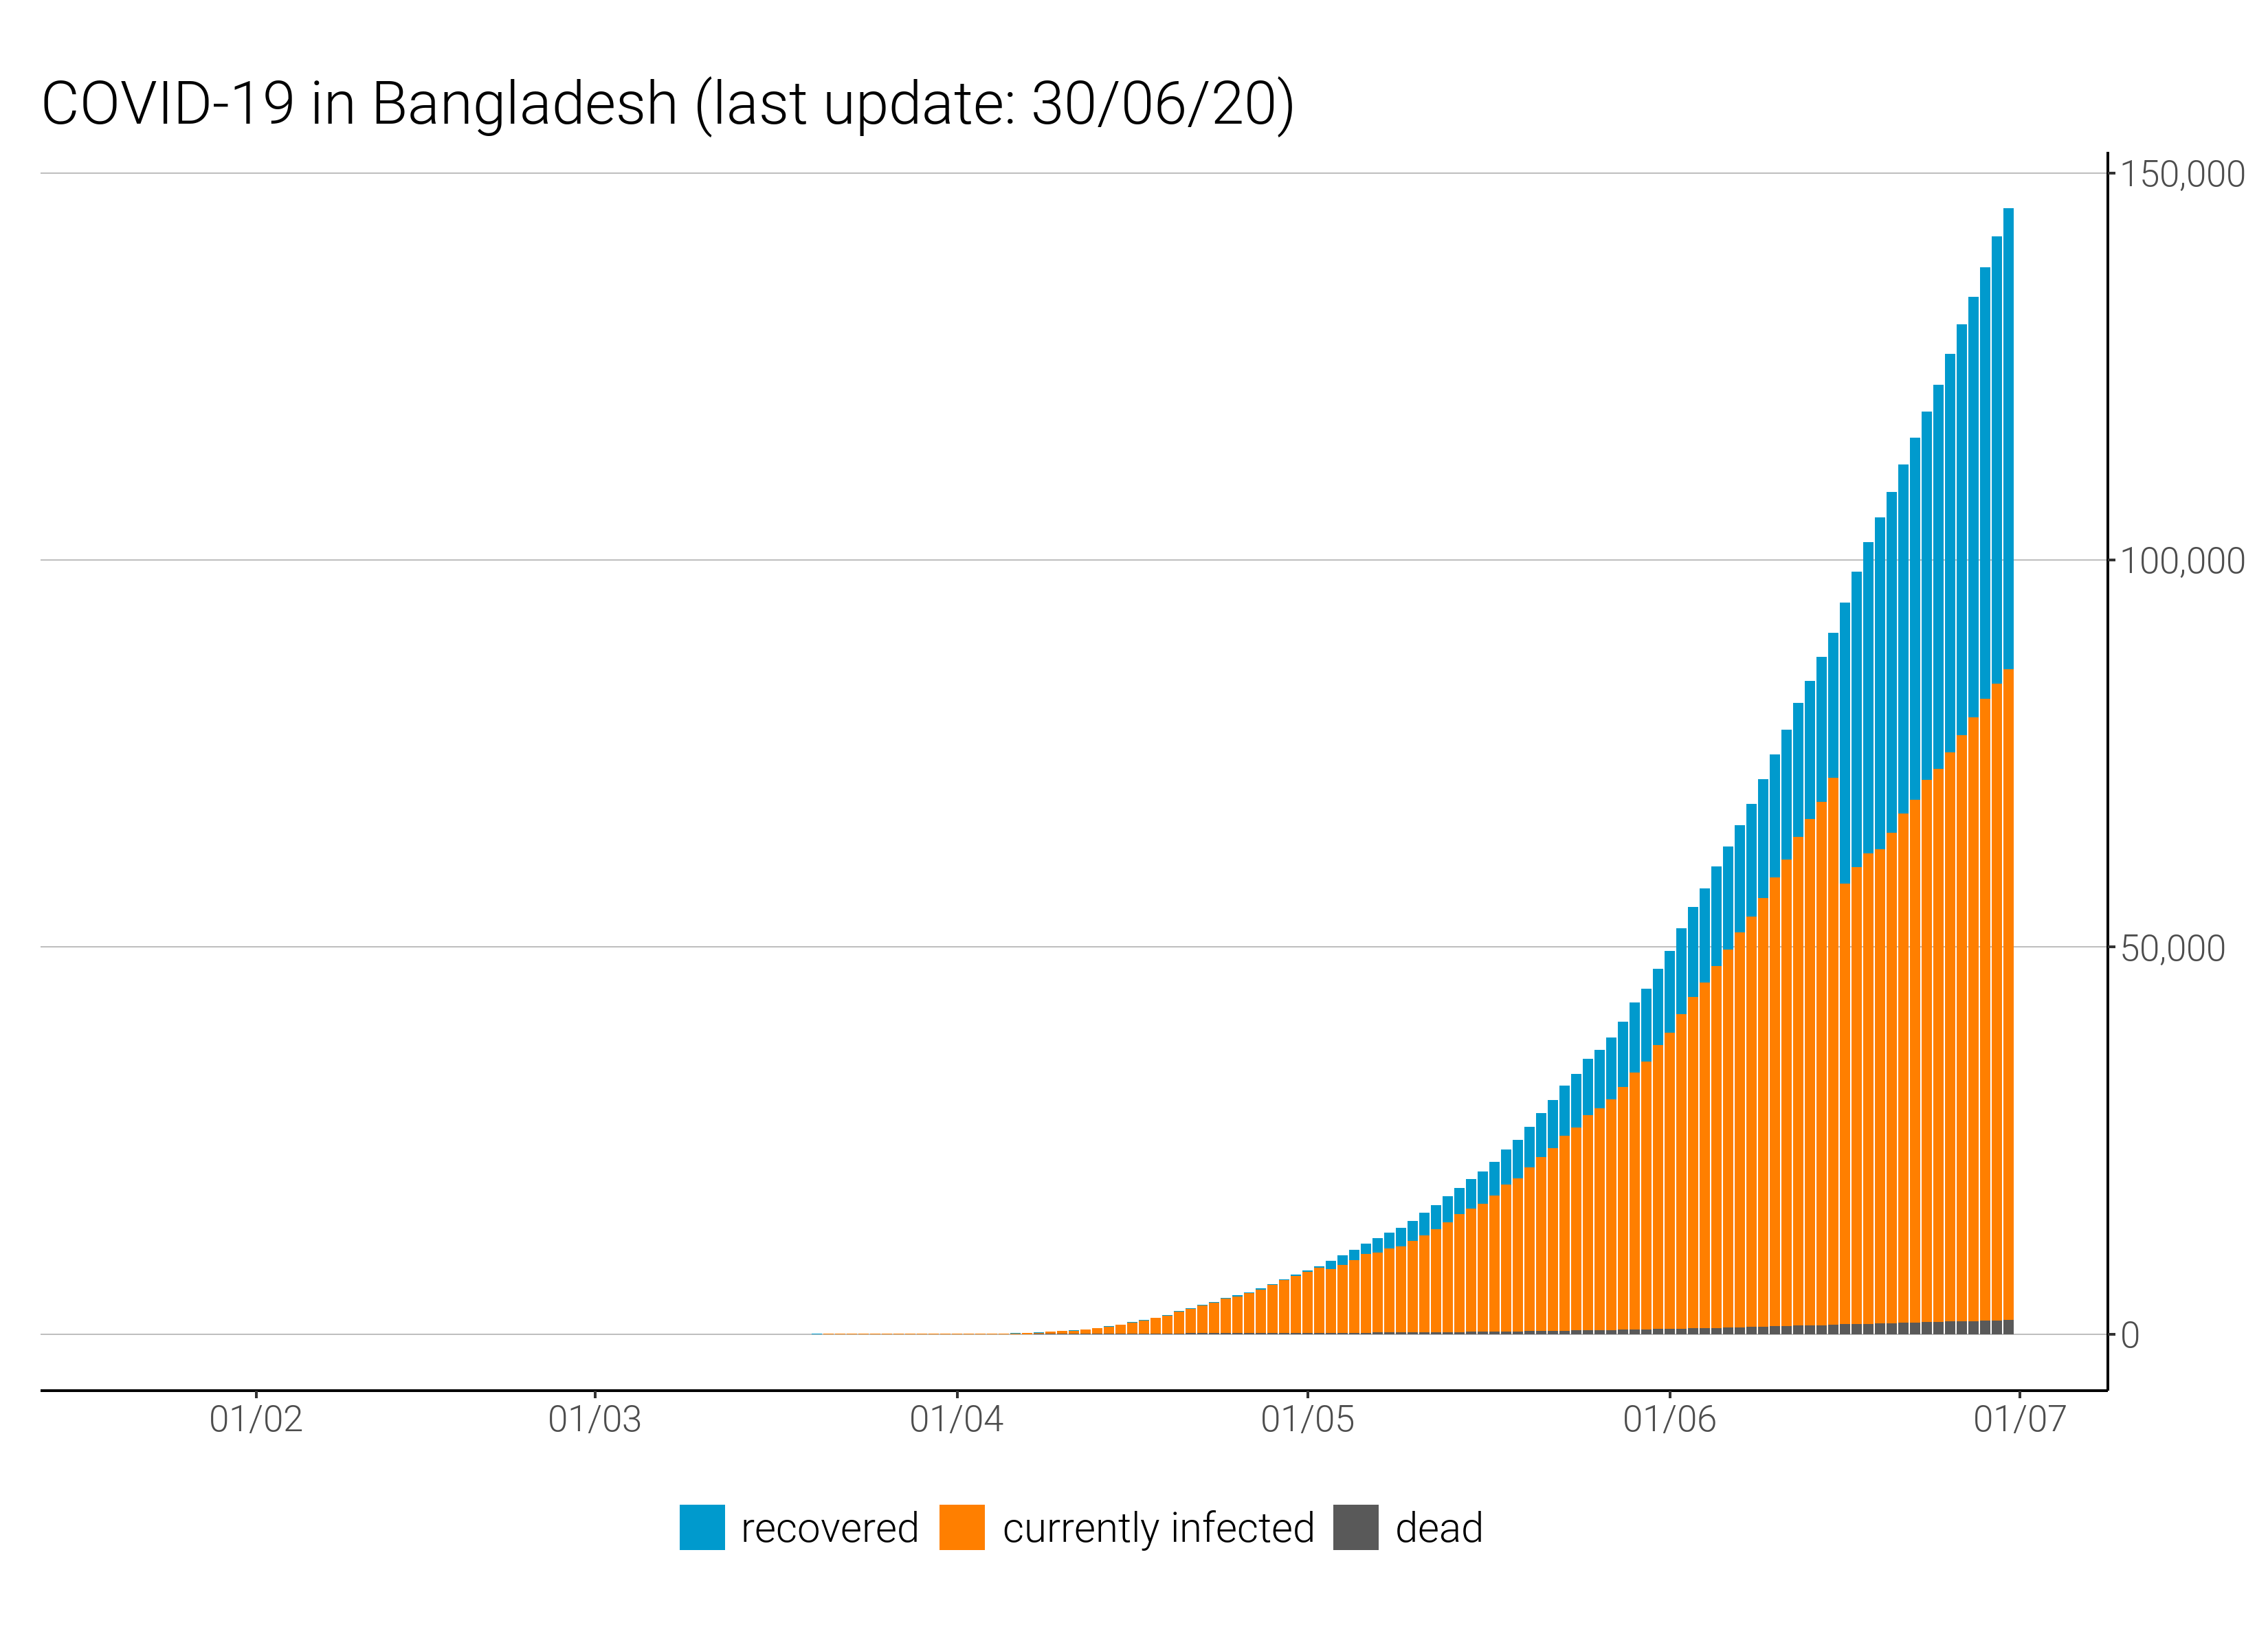 COVID-19 in Bangladesh (last update: 30/06/20)
150,000
100,000
50,000
0
01/02 01/03 01/04 01/05 01/06 01/07
recovered currently infected dead